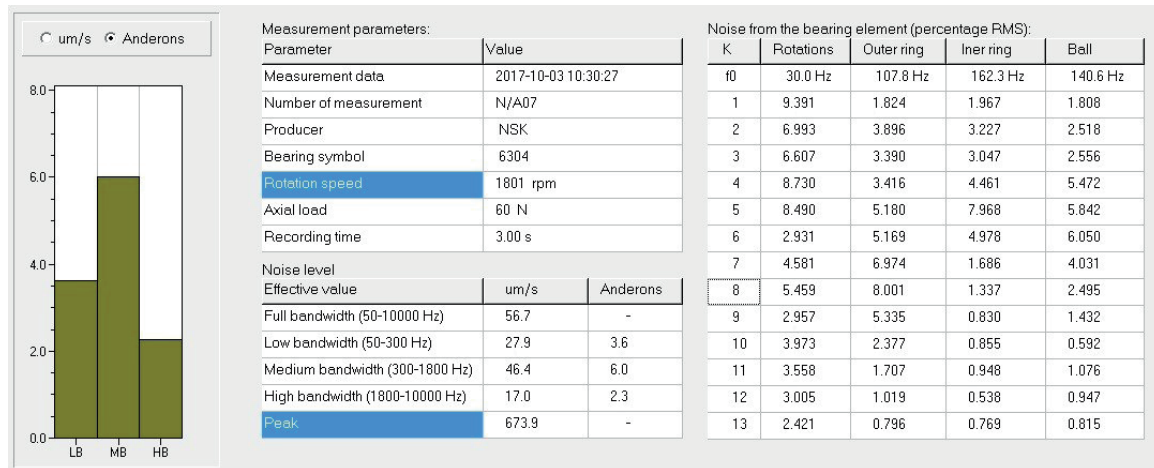 um/s Anderons
8.0
6.0
4.0
2.0
0.0
LB MB HB
Measurement parameters:
Parameter Value
Measurement data 2017-10-03 10:30:27
Number of measurement N/A07
Producer NSK
Bearing symbol 6304
Rotation speed 1801 rpm
Axial load 60 N
Recording time 3.00 s
Noise level
Effective value um/s Anderons
Full bandwidth (50-10000 Hz) 56.7 -
Low bandwidth (50-300 Hz) 27.9 3.6
Medium bandwidth (300-1800 Hz) 46.4 6.0
High bandwidth (1800-10000 Hz) 17.0 2.3
Peak 673.9 -
Noise from the bearing element (percentage RMS):
K Rotations Outer ring Iner ring Ball
f0 30.0 Hz 107.8 Hz 162.3 Hz 140.6 Hz
1 9.391 1.824 1.967 1.808
2 6.993 3.896 3.227 2.518
3 6.607 3.390 3.047 2.556
4 8.730 3.416 4.461 5.472
5 8.490 5.180 7.968 5.842
6 2.931 5.169 4.978 6.050
7 4.581 6.974 1.686 4.031
8 5.459 8.001 1.337 2.495
9 2.957 5.335 0.830 1.432
10 3.973 2.377 0.855 0.592
11 3.558 1.707 0.948 1.076
12 3.005 1.019 0.538 0.947
13 2.421 0.796 0.769 0.815